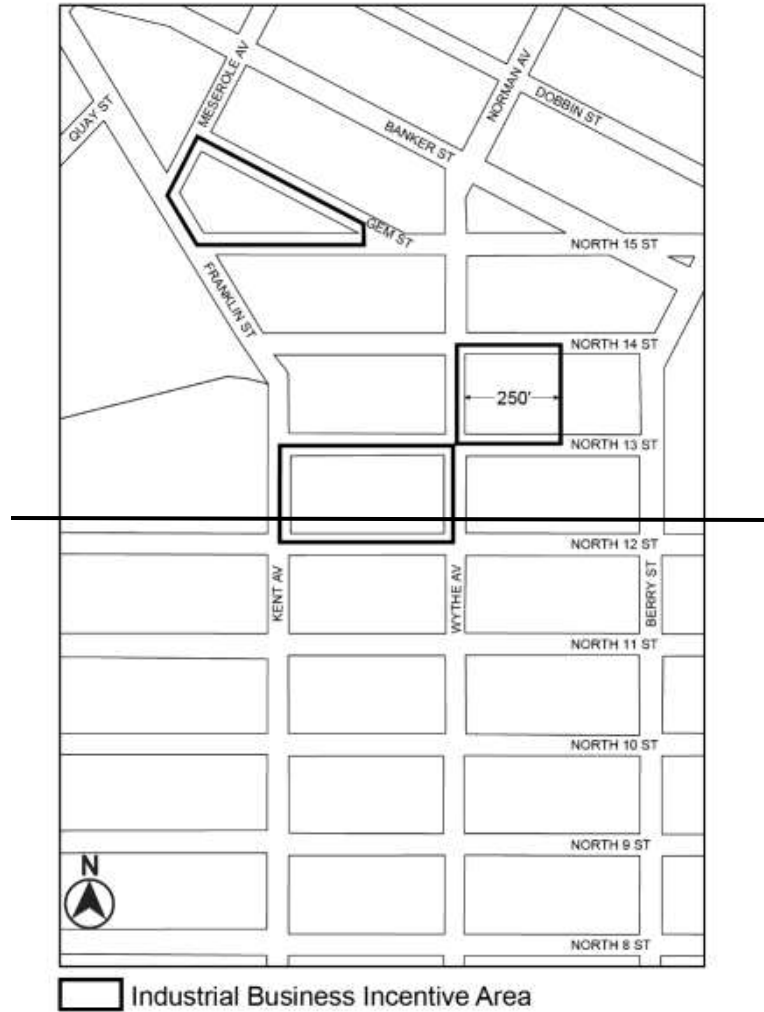 MESEROLE AV
NORMAN AV
QUAY ST
DOBBIN ST
BANKER ST
GEM ST
NORTH 15 ST
FRANKLIN ST
NORTH 14 ST
250'
NORTH 13 ST
NORTH 12 ST
KENT AV
WYTHE AV
BERRY ST
NORTH 11 ST
NORTH 10 ST
NORTH 9 ST
N
NORTH 8 ST
Industrial Business Incentive Area